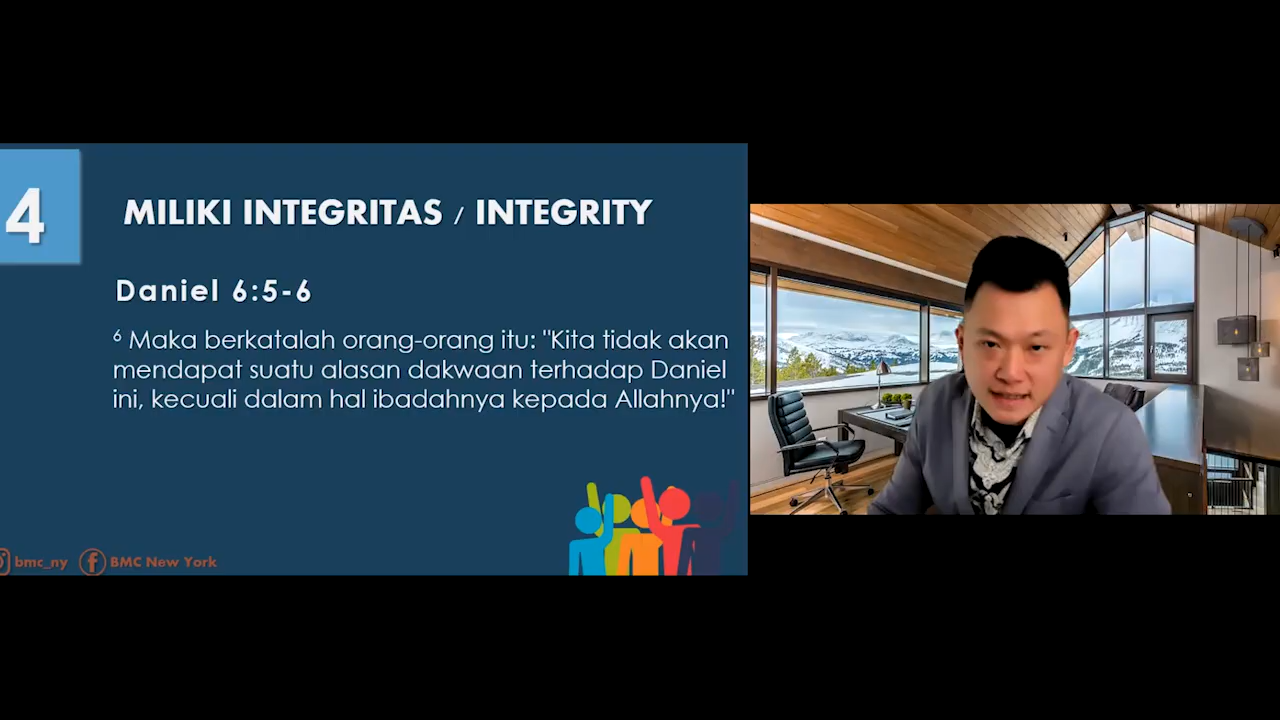 4
MILIKI INTEGRITAS / INTEGRITY
Daniel 6:5-6
⁶ Maka berkatalah orang-orang itu: "Kita tidak akan
mendapat suatu alasan dakwaan terhadap Daniel
ini, kecuali dalam hal ibadahnya kepada Allahnya!"
bmc_ny BMC New York